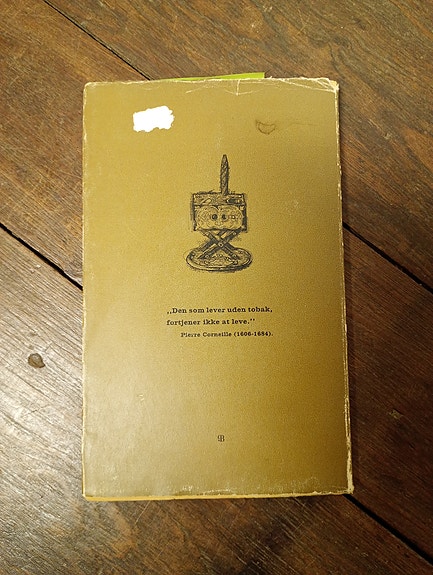 „Den som lever uden tobak,
fortjener ikke at leve.”
Pierre Corneille (1606-1684).